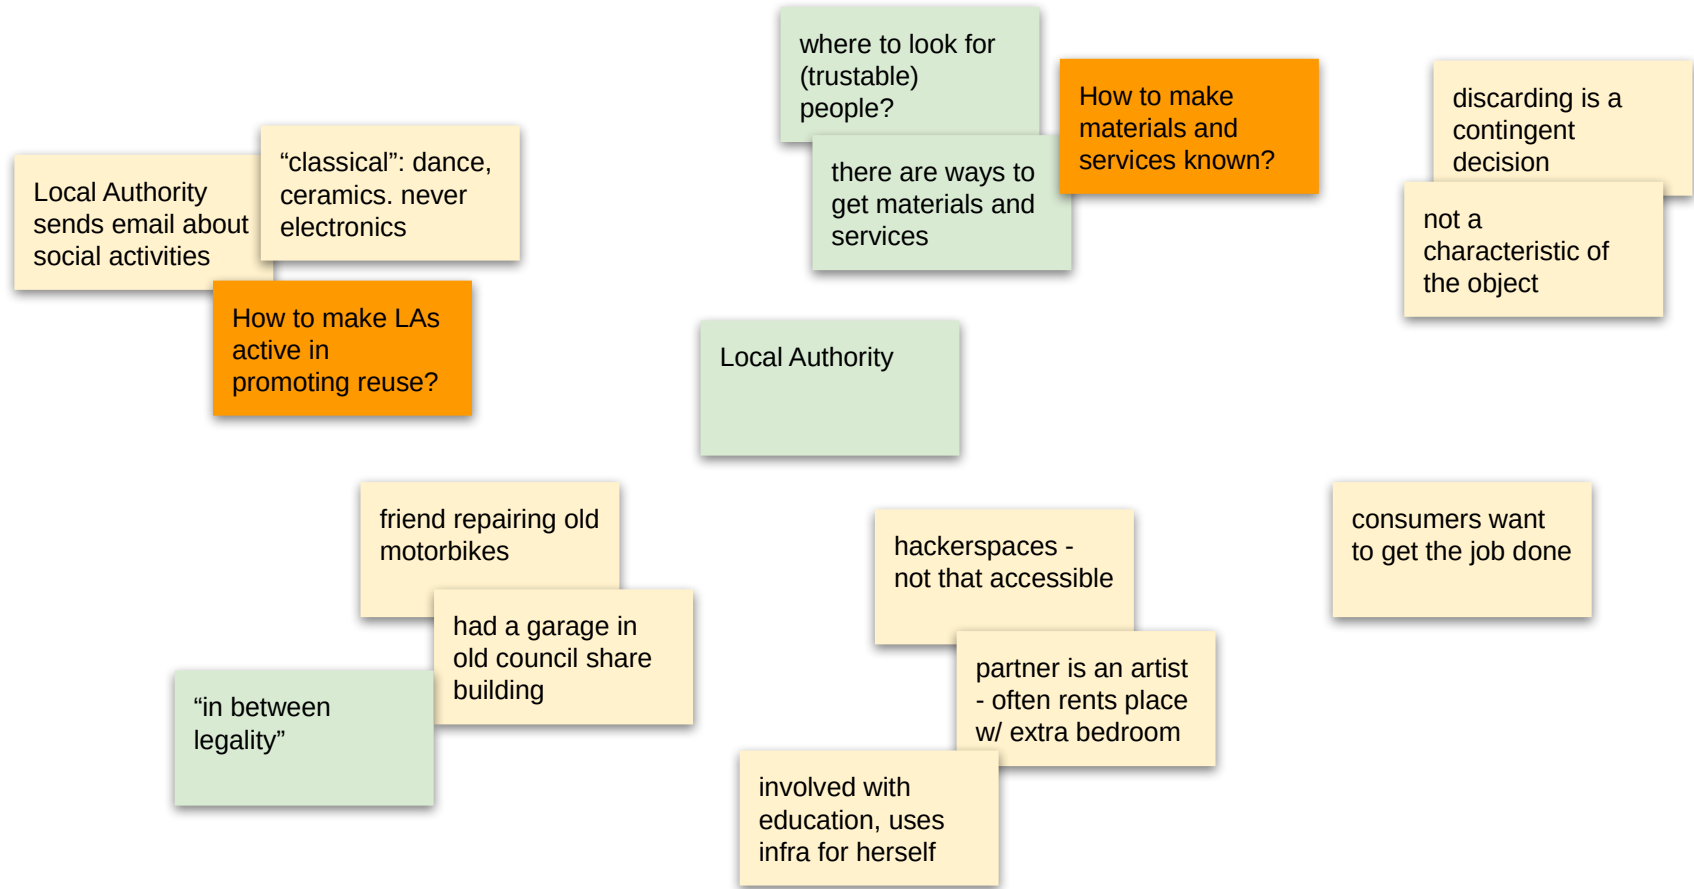 where to look for
(trustable)
people?
How to make
materials and
services known?
discarding is a
contingent
decision
“classical”: dance,
ceramics. never
electronics
Local Authority
sends email about
social activities
there are ways to
get materials and
services
not a
characteristic of
the object
How to make LAs
active in
promoting reuse?
Local Authority
friend repairing old
motorbikes
hackerspaces -
not that accessible
consumers want
to get the job done
had a garage in
old council share
building
“in between
legality”
partner is an artist
- often rents place
w/ extra bedroom
involved with
education, uses
infra for herself